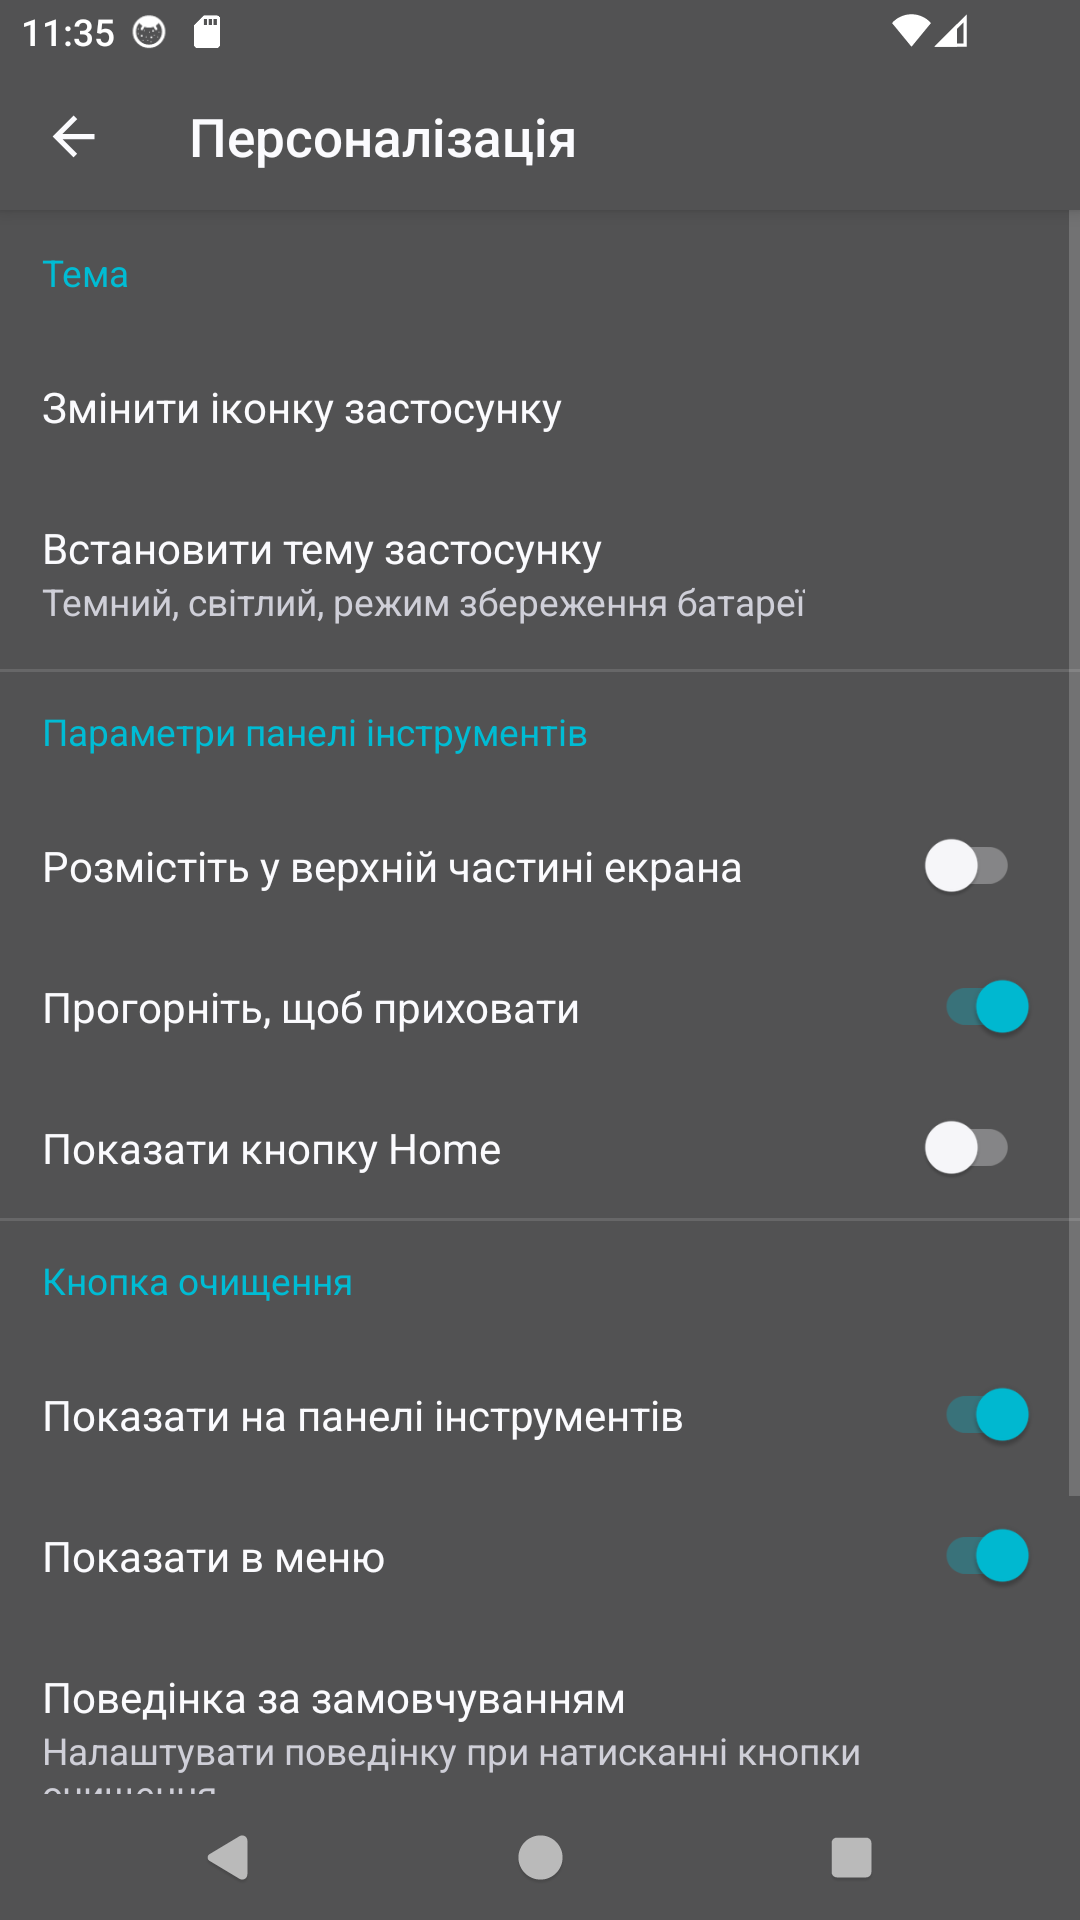 11:35
Персоналізація
Тема
Змінити іконку застосунку
Встановити тему застосунку
Темний, світлий, режим збереження батареї
Параметри панелі інструментів
Розмістіть у верхній частині екрана
Прогорніть, щоб приховати
Показати кнопку Home
Кнопка очищення
Показати на панелі інструментів
Показати в меню
Поведінка за замовчуванням
Налаштувати поведінку при натисканні кнопки
очищення